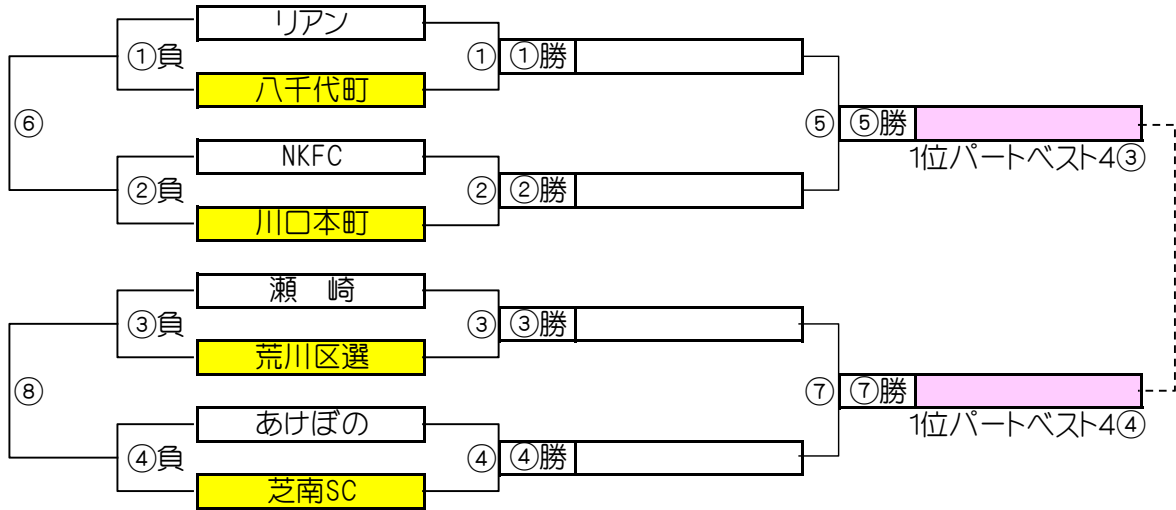 リアン
①負 ① ①勝
八千代町
⑥ ⑤ ⑤勝
NKFC
1位パートベスト4③
②負 ② ②勝
川口本町
瀬 崎
③負 ③ ③勝
荒川区選
⑧ ⑦ ⑦勝
あけぼの
1位パートベスト4④
④負 ④ ④勝
芝南SC